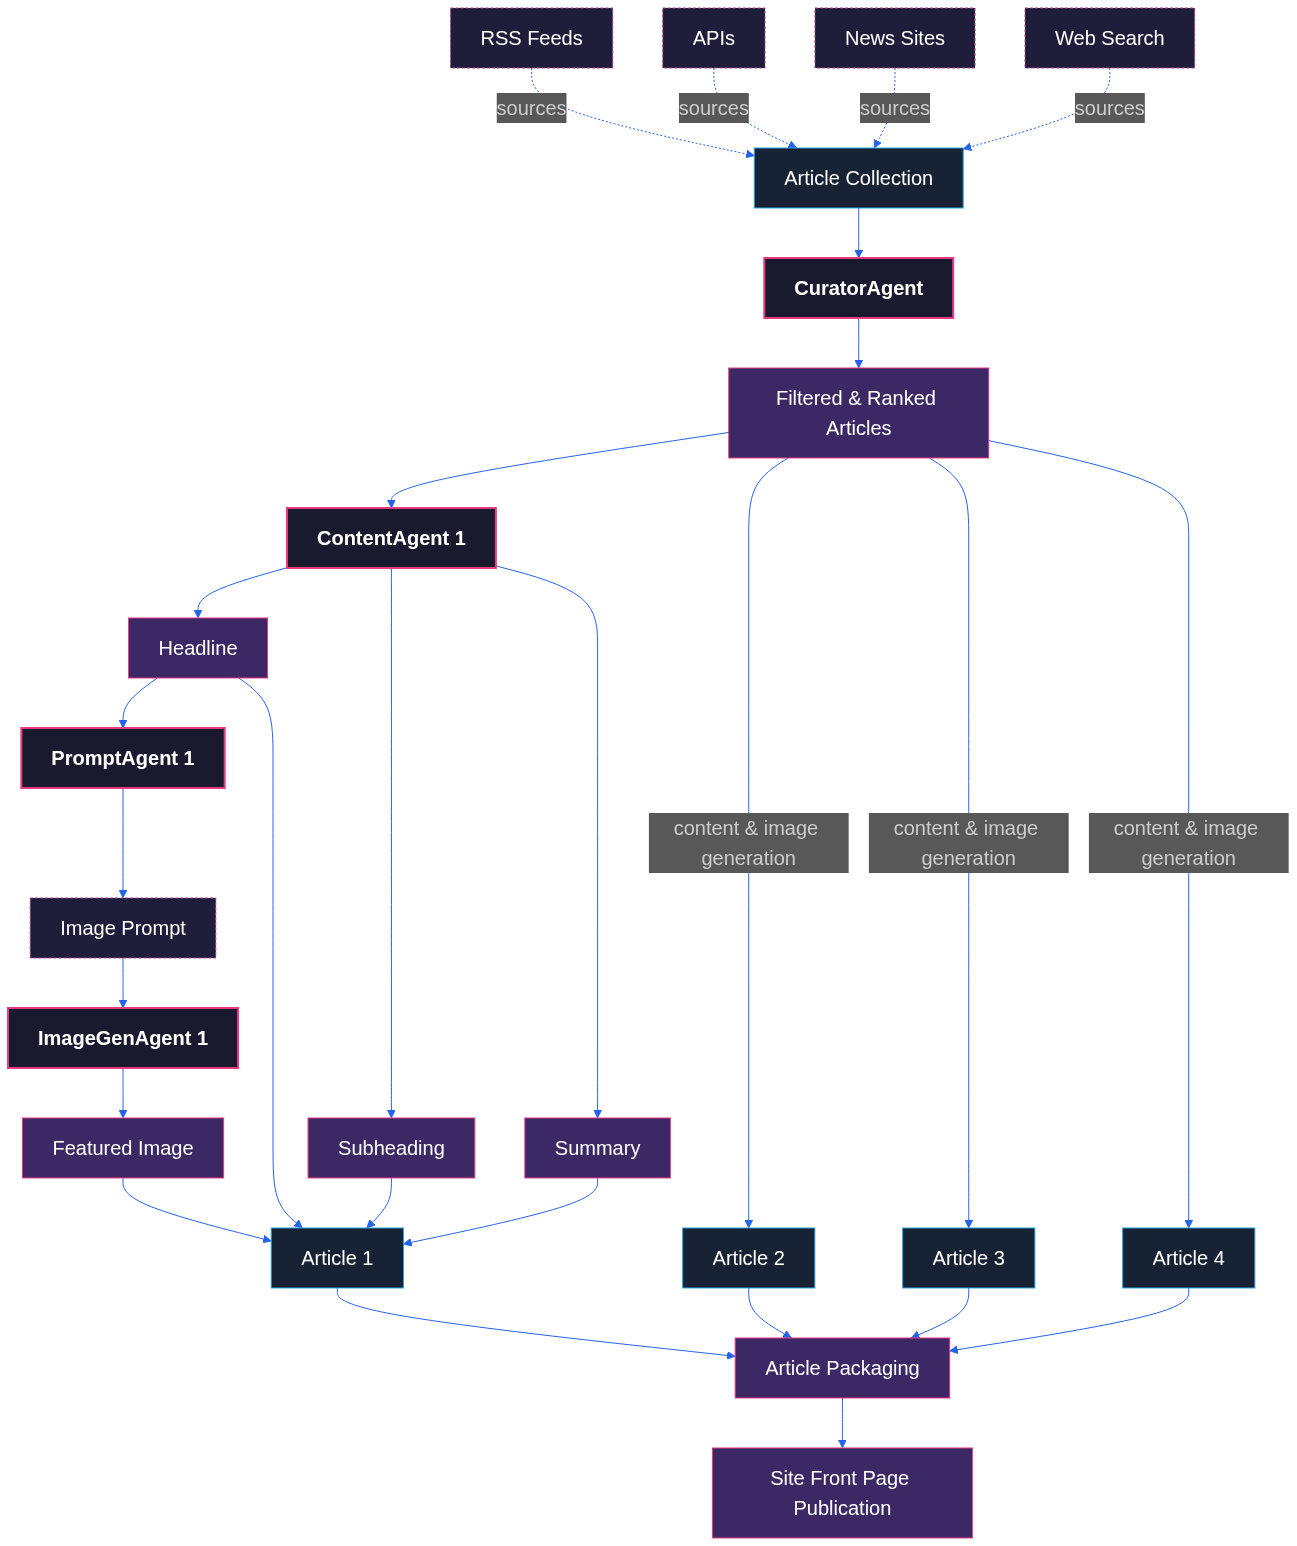 RSS Feeds
APIs
News Sites
Web Search
sources
sources
sources
sources
Article Collection
CuratorAgent
Filtered & Ranked
Articles
ContentAgent 1
Headline
PromptAgent 1
content & image
generation
content & image
generation
content & image
generation
Image Prompt
ImageGenAgent 1
Featured Image
Subheading
Summary
Article 1
Article 2
Article 3
Article 4
Article Packaging
Site Front Page
Publication